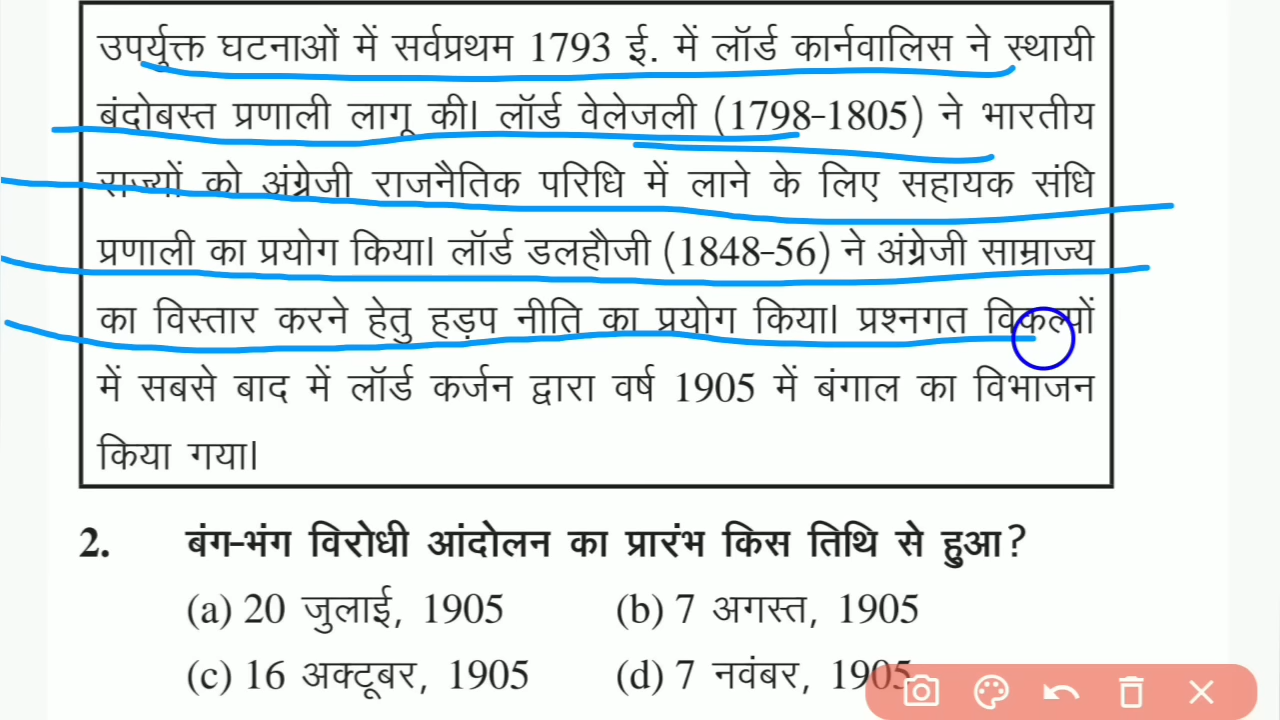 उपर्युक्त घटनाओं में सर्वप्रथम 1793 ई. में लॉर्ड कार्नवालिस ने स्थायी
बंदोबस्त प्रणाली लागू की। लॉर्ड वेलेजली (1798-1805) ने भारतीय
राज्यों को अंग्रेजी राजनैतिक परिधि में लाने के लिए सहायक संधि
प्रणाली का प्रयोग किया। लॉर्ड डलहौजी (1848-56) ने अंग्रेजी साम्राज्य
का विस्तार करने हेतु हड़प नीति का प्रयोग किया। प्रश्नगत विकल्पों
में सबसे बाद में लॉर्ड कर्जन द्वारा वर्ष 1905 में बंगाल का विभाजन
किया गया।
2. बंग-भंग विरोधी आंदोलन का प्रारंभ किस तिथि से हुआ?
(a) 20 जुलाई, 1905 (b) 7 अगस्त, 1905
(c) 16 अक्टूबर, 1905 (d) 7 नवंबर, 1905